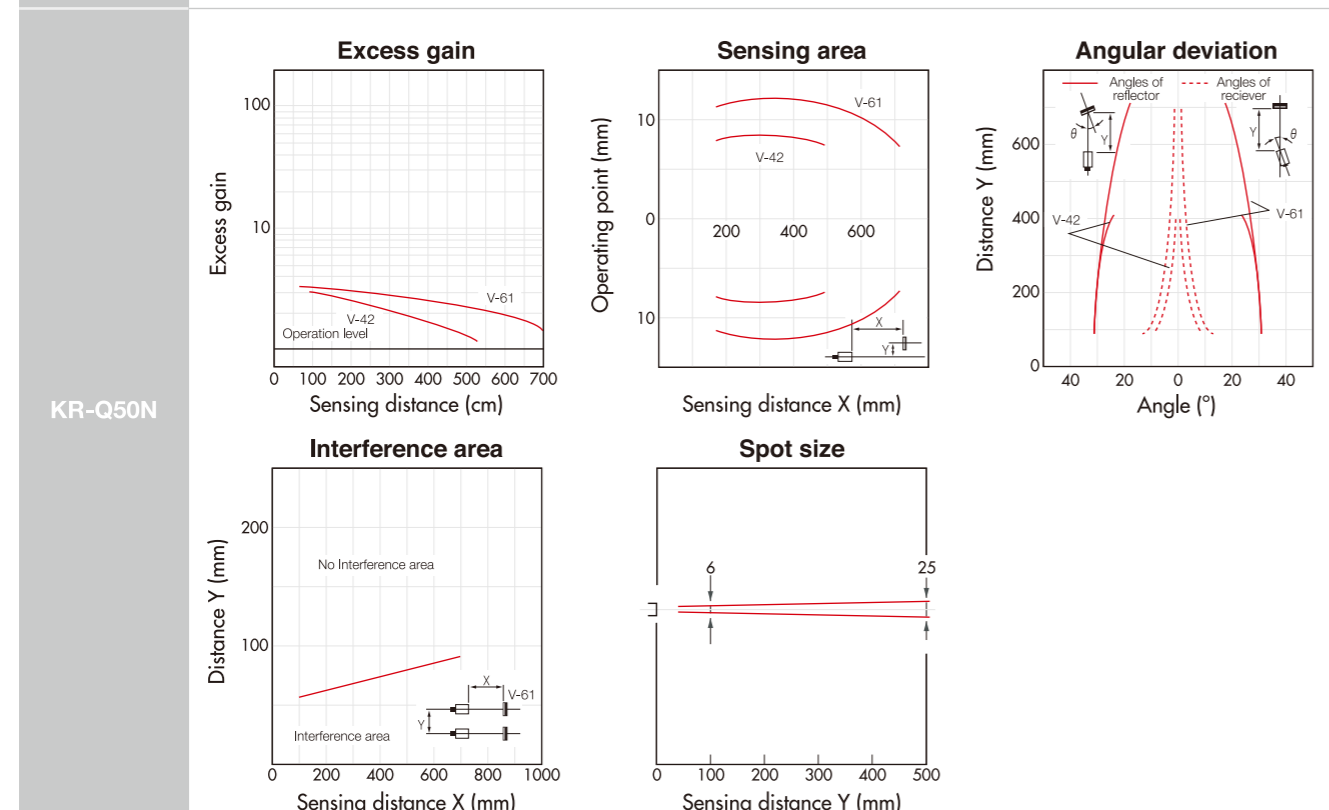 KR-Q50N
Excess gain
Excess gain
100
10
V-61
V-42
Operation level
0 100 200 300 400 500 600 700
Sensing distance (cm)
Sensing area
Operating point (mm)
10
V-61
V-42
0
200 400 600
10
X
Y
Sensing distance X (mm)
Angular deviation
Angles of
reflector
Angles of
reciever
Distance Y (mm)
θ
Y
Y
θ
600
400
V-42
V-61
200
0
40 20 0 20 40
Angle (°)
Interference area
Distance Y (mm)
200
No Interference area
100
X
V-61
Y
Interference area
0 200 400 600 800 1000
Sensing distance X (mm)
Spot size
6
25
0 100 200 300 400 500
Sensing distance Y (mm)